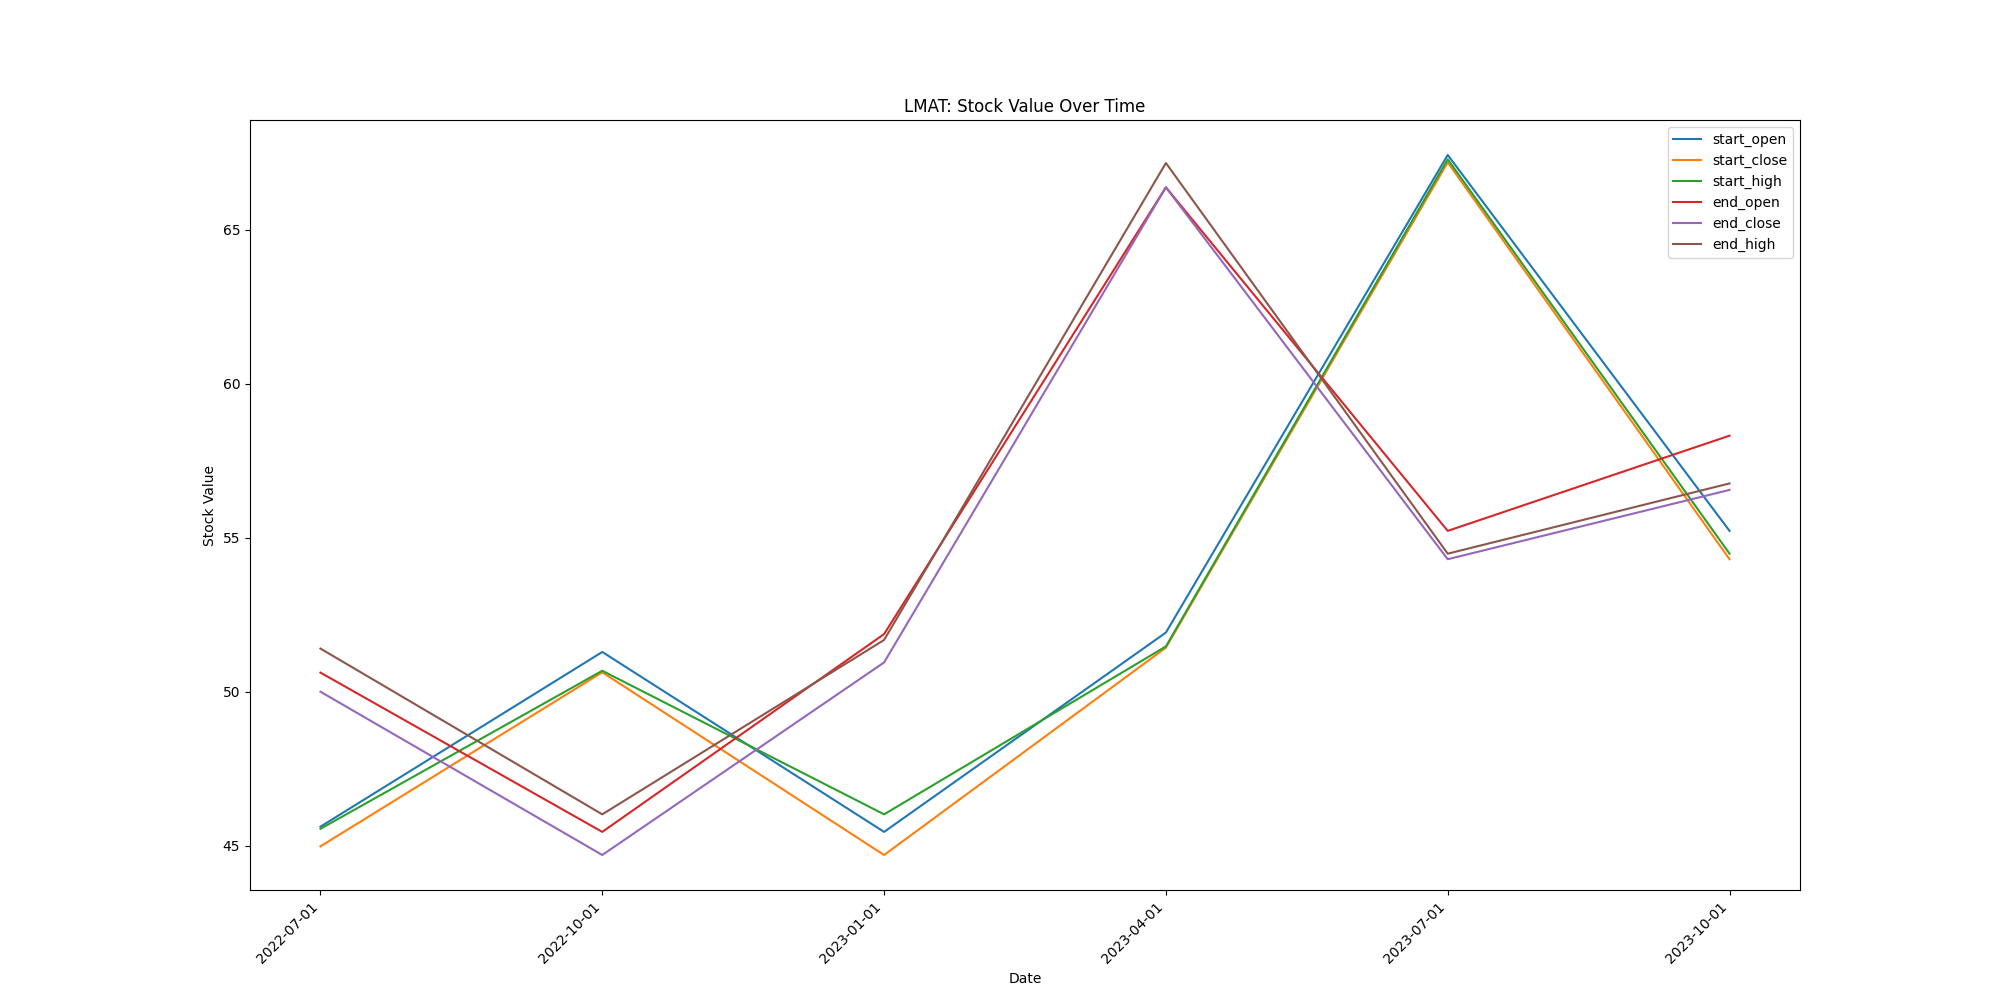 LMAT: Stock Value Over Time
start_open
start_close
start_high
end_open
end_close
end_high
65
60
55
50
45
Stock Value
2022-07-01
2022-10-01
2023-01-01
2023-04-01
2023-07-01
2023-10-01
Date